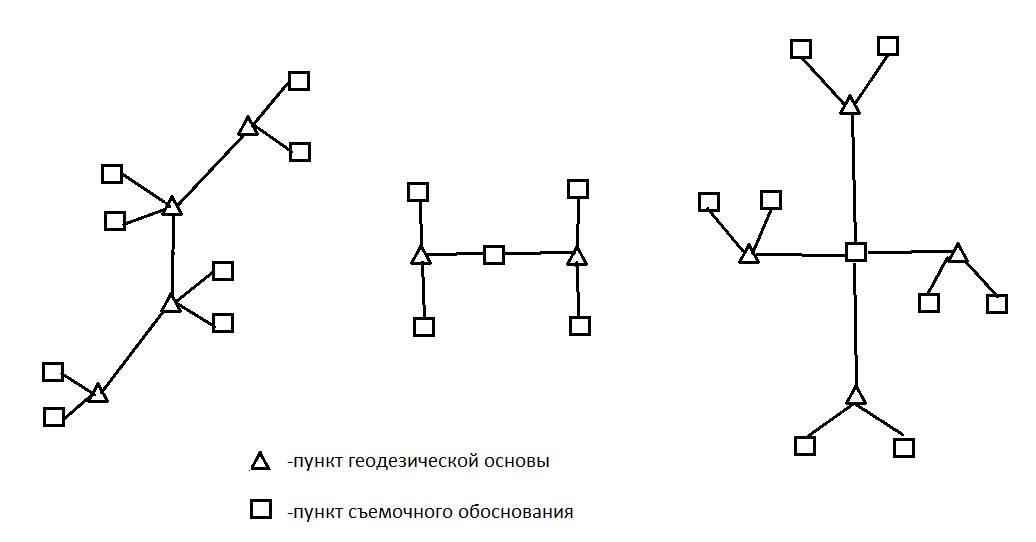 -пункт геодезической основы
-пункт съемочного обоснования